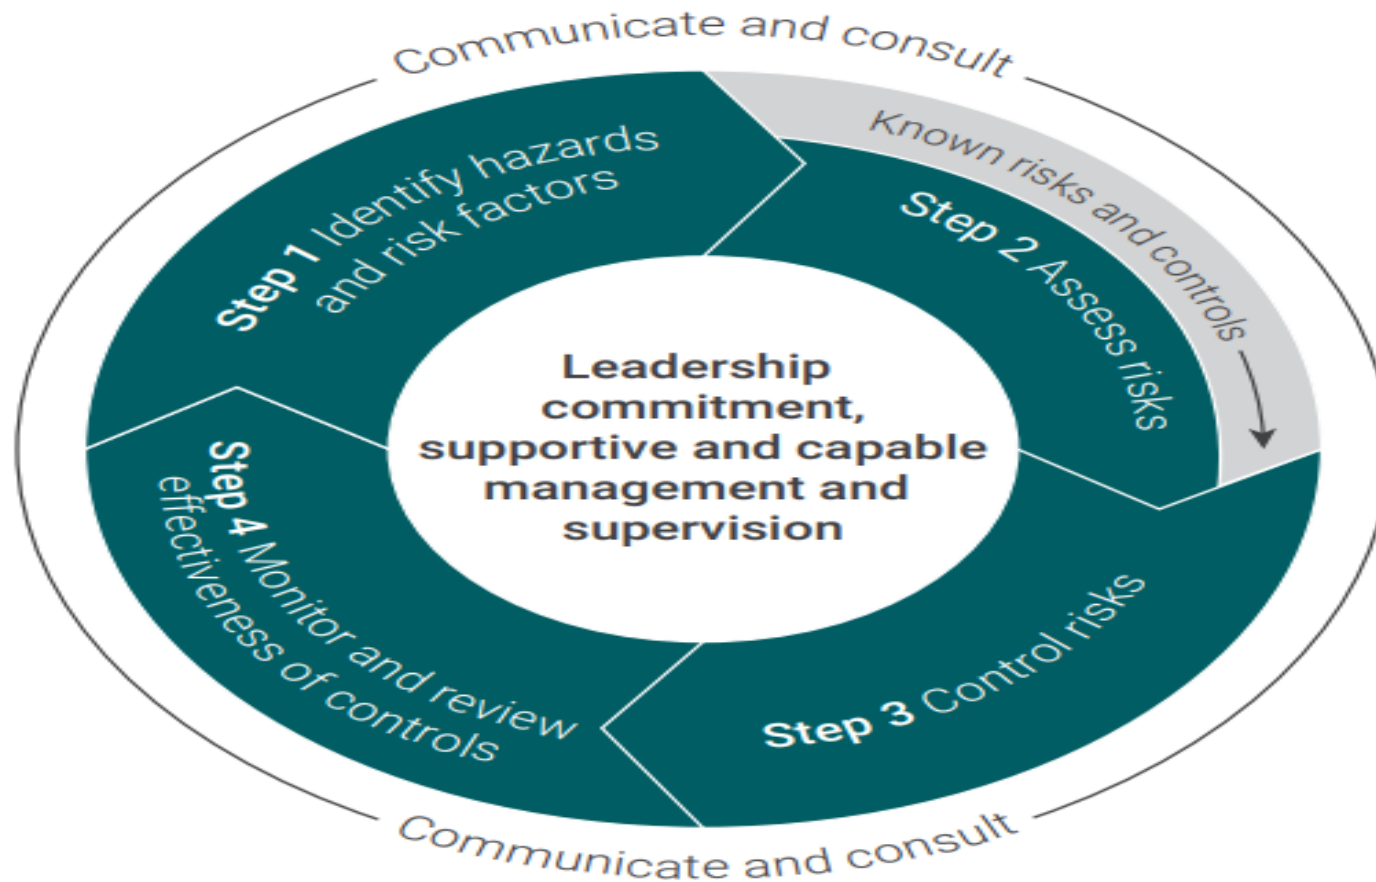 Communicate and consult
Step 1 Identify hazards
and risk factors
Known risks and controls
Step 2 Assess risks
Leadership
commitment,
supportive and capable
management and
supervision
Step 3 Control risks
Step 4 Monitor and review
effectiveness of controls
Communicate and consult